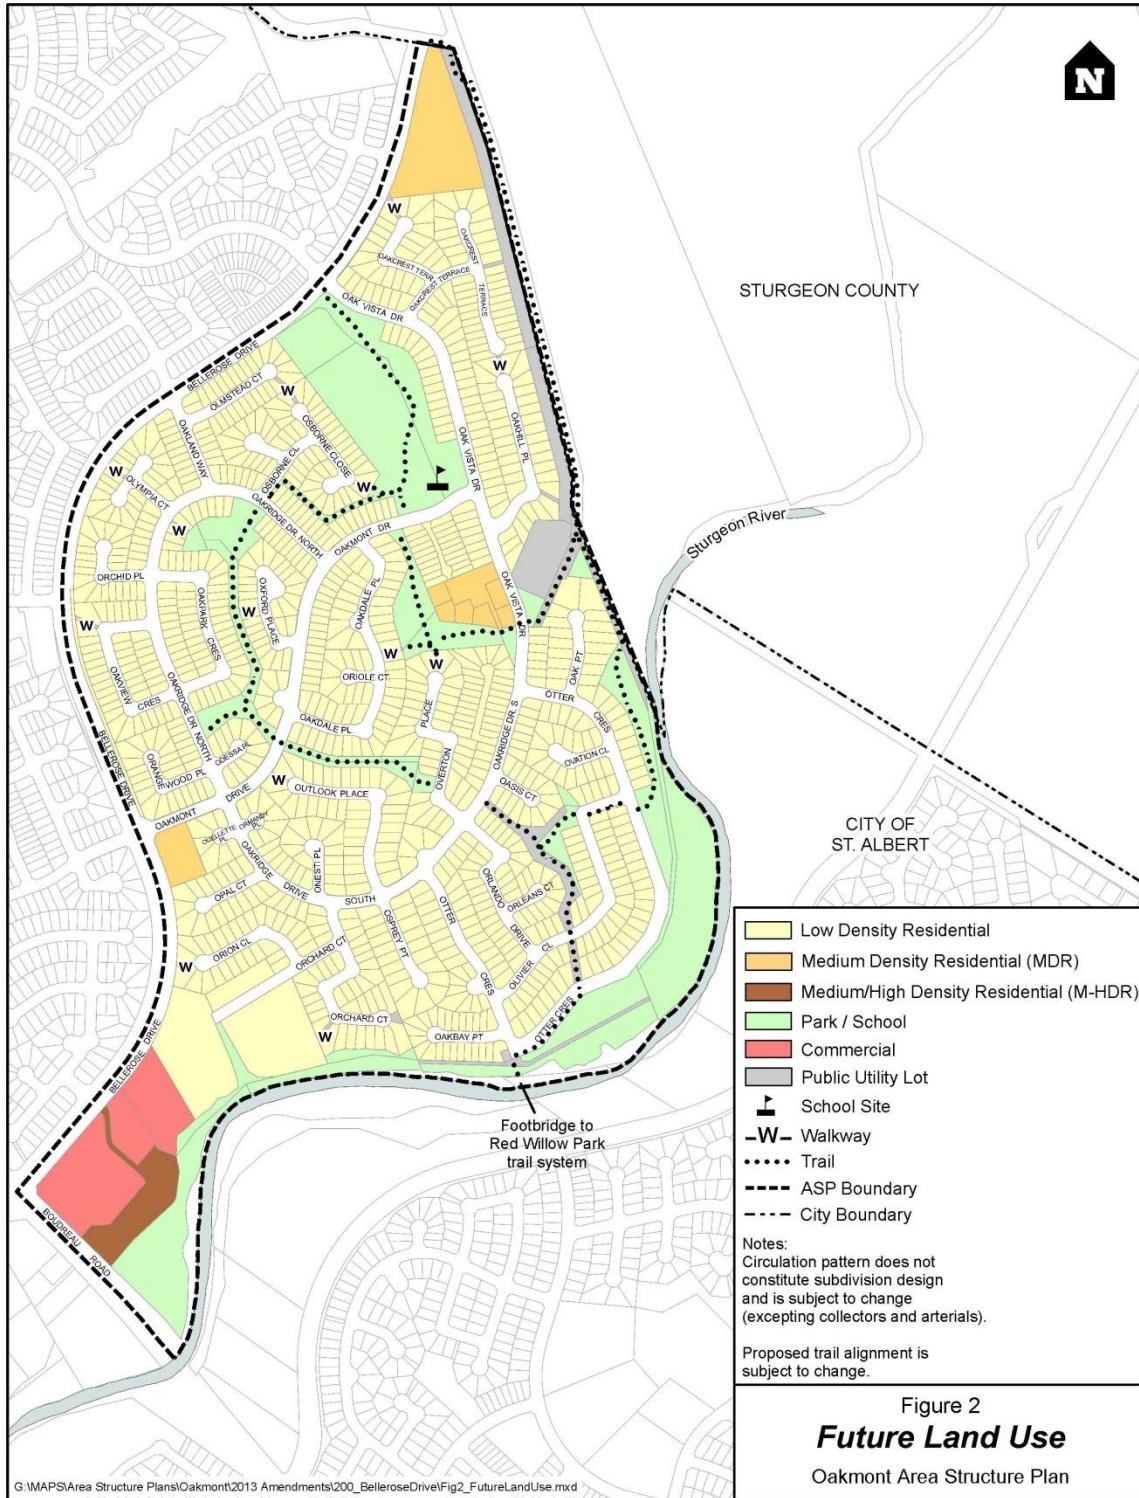 N
W
OAKCREST TERR
OAKCREST TERRACE
OAKCREST
TERRACE
STURGEON COUNTY
OAK VISTA DR
BELLEROSE DRIVE
W
OLMSTEAD CT
W
OAKLAND WAY
OSBORNE CLOSE
OSBORNE CL
OAKHILL PL
OAK VISTA DR
W
OLYMPIA CT
W
W
OAKRIDGE DR. NORTH
OAKMONT DR
Sturgeon River
ORCHID PL
OAKPARK
CRES
OXFORD PLACE
W
OAKDALE PL
OAK VISTA
DR
W
W
W
OAKVIEW
CRES
OAKRIDGE DR. NORTH
ORIOLE CT.
PLACE
OVERTON
OAKRIDGE DR. S
OAK PT
OTTER
CRES
OAKDALE PL
ODESSA PL
OVATION CL
BELLEROSE DRIVE
ORANGE
WOOD PL
W
OUTLOOK PLACE
OASIS CT
OAKMONT
DRIVE
OUELLETTE
PL
ORMANDY
PL
CITY OF
ST. ALBERT
OAKRIDGE
DRIVE
SOUTH
ONESTI PL
OPAL CT
ORLANDO
DRIVE
ORLEANS CT
OTTER
CRES
OSPREY PT
ORION CL
W
ORCHARD CT
OLIVIER
CL
ORCHARD CT
W
OAKBAY PT
OTTER CRES
BELLEROSE DRIVE
Footbridge to
Red Willow Park
trail system
BOUDREAU
ROAD
Low Density Residential
Medium Density Residential (MDR)
Medium/High Density Residential (M-HDR)
Park / School
Commercial
Public Utility Lot
School Site
W Walkway
Trail
ASP Boundary
City Boundary
Notes:
Circulation pattern does not
constitute subdivision design
and is subject to change
(excepting collectors and arterials).
Proposed trail alignment is
subject to change.
Figure 2
Future Land Use
Oakmont Area Structure Plan
G:\MAPS\Area Structure Plans\Oakmont\2013 Amendments\200_BelleroseDrive\Fig2_FutureLandUse.mxd